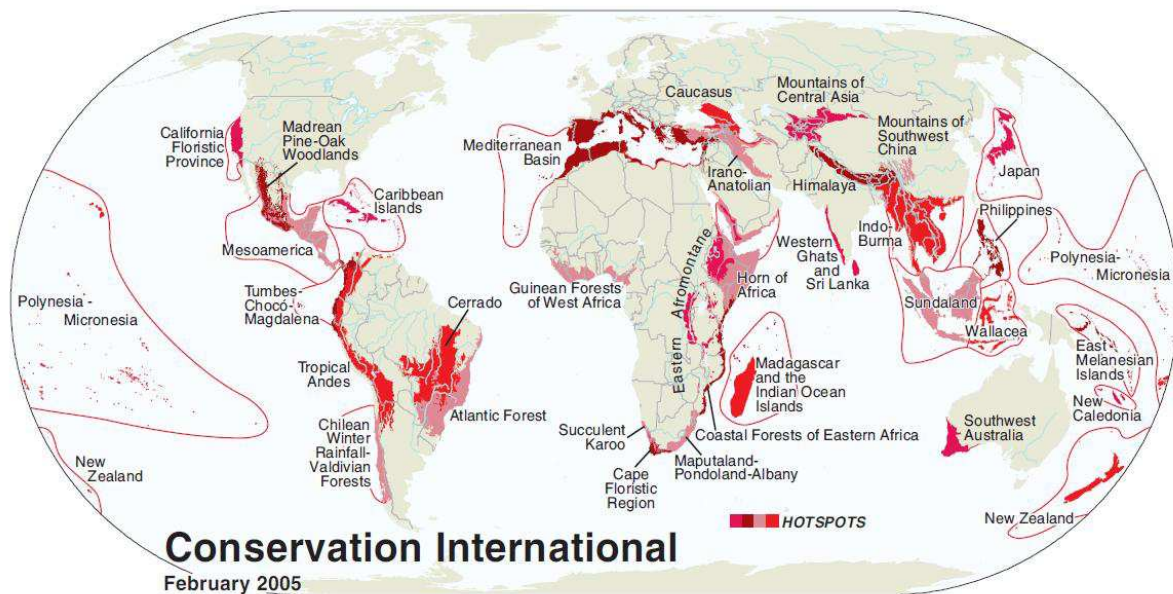 California
Floristic
Province
Madrean
Pine-Oak
Woodlands
Caribbean
Islands
Mesoamerica
Polynesia -
Micronesia
Tumbes-
Chocó-
Magdalena
Cerrado
Tropical
Andes
Atlantic Forest
Chilean
Winter
Rainfall-
Valdivian
Forests
New
Zealand
Mediterranean
Basin
Caucasus
Irano-
Anatolian
Mountains of
Central Asia
Mountains of
Southwest
China
Himalaya
Japan
Philippines
Indo-
Burma
Western
Ghats
and
Sri Lanka
Guinean Forests
of West Africa
Eastern Afromontane
Horn of
Africa
Sundaland
Wallacea
Polynesia-
Micronesia
East
Melanesian
Islands
New
Caledonia
Madagascar
and the
Indian Ocean
Islands
Coastal Forests of Eastern Africa
Succulent
Karoo
Cape
Floristic
Region
Maputaland-
Pondoland-Albany
Southwest
Australia
New Zealand
HOTSPOTS
Conservation International
February 2005